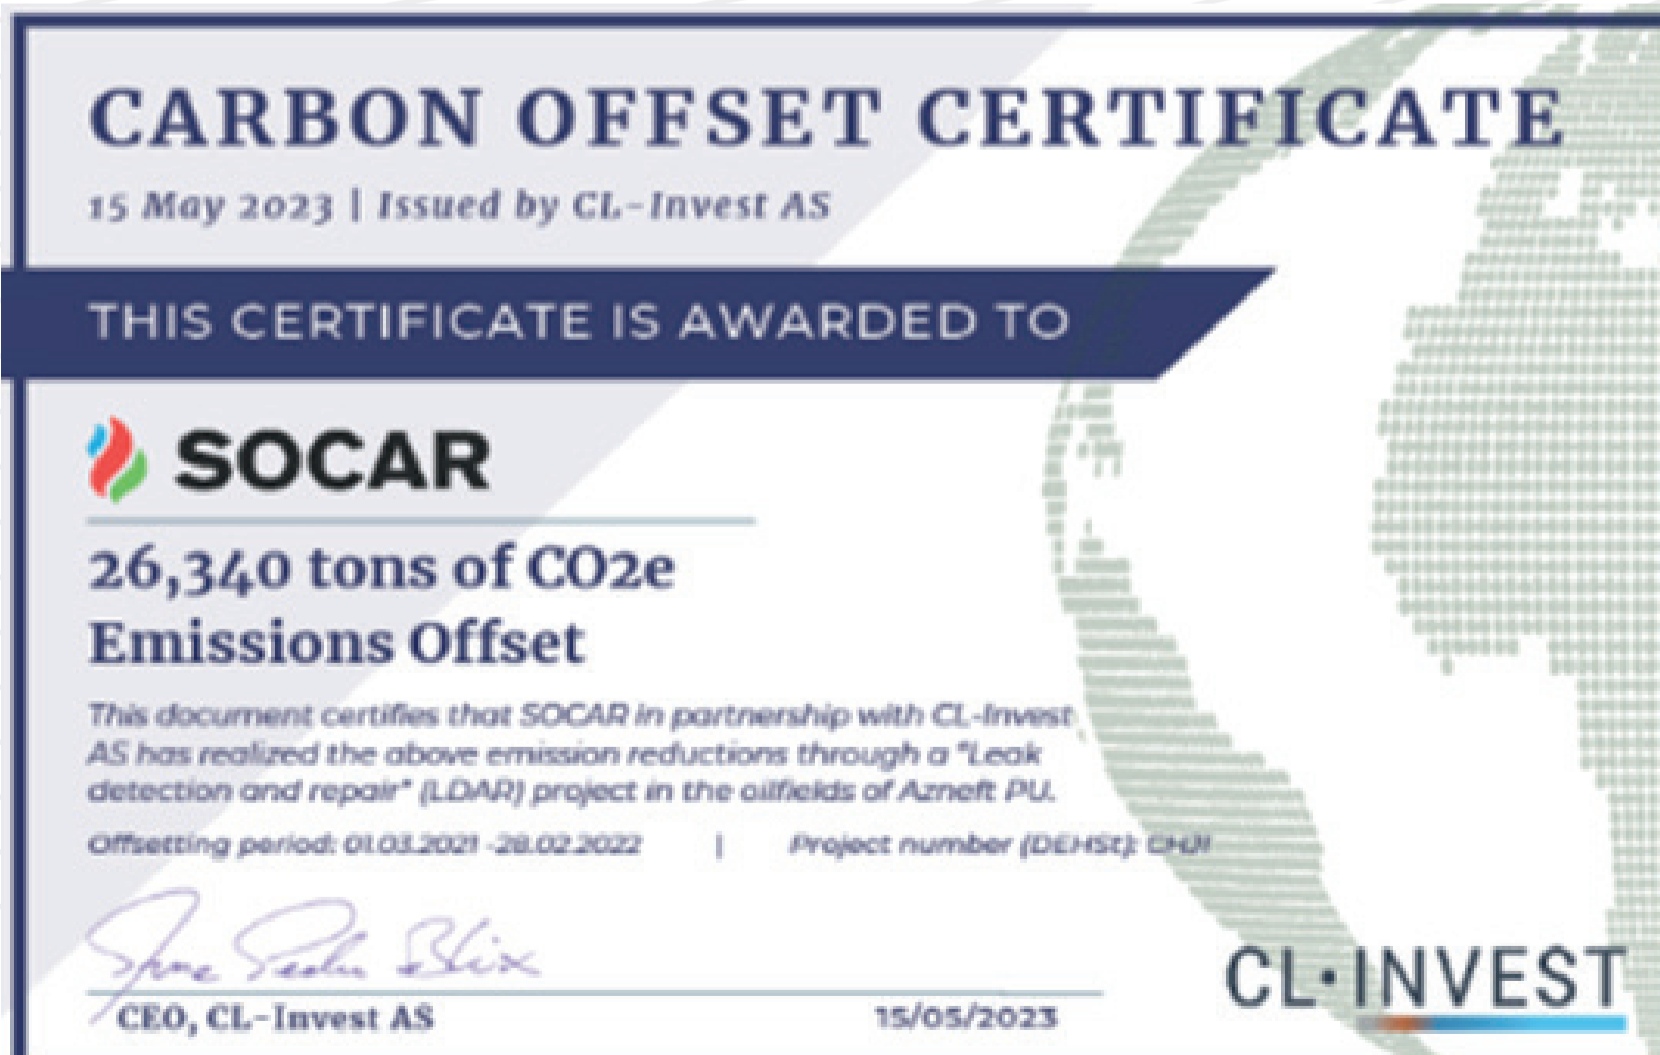 CARBON OFFSET CERTIFICATE
15 May 2023 | Issued by CL-Invest AS
THIS CERTIFICATE IS AWARDED TO
SOCAR
26,340 tons of CO2e
Emissions Offset
This document certifies that SOCAR in partnership with CL-Invest
AS has realized the above emission reductions through a "Leak
detection and repair" (LDAR) project in the oilfields of Azneft PU.
Offsetting period: 01.03.2021 -28.02.2022 | Project number (DEHSt):
CEO, CL-Invest AS 15/05/2023
CL·INVEST